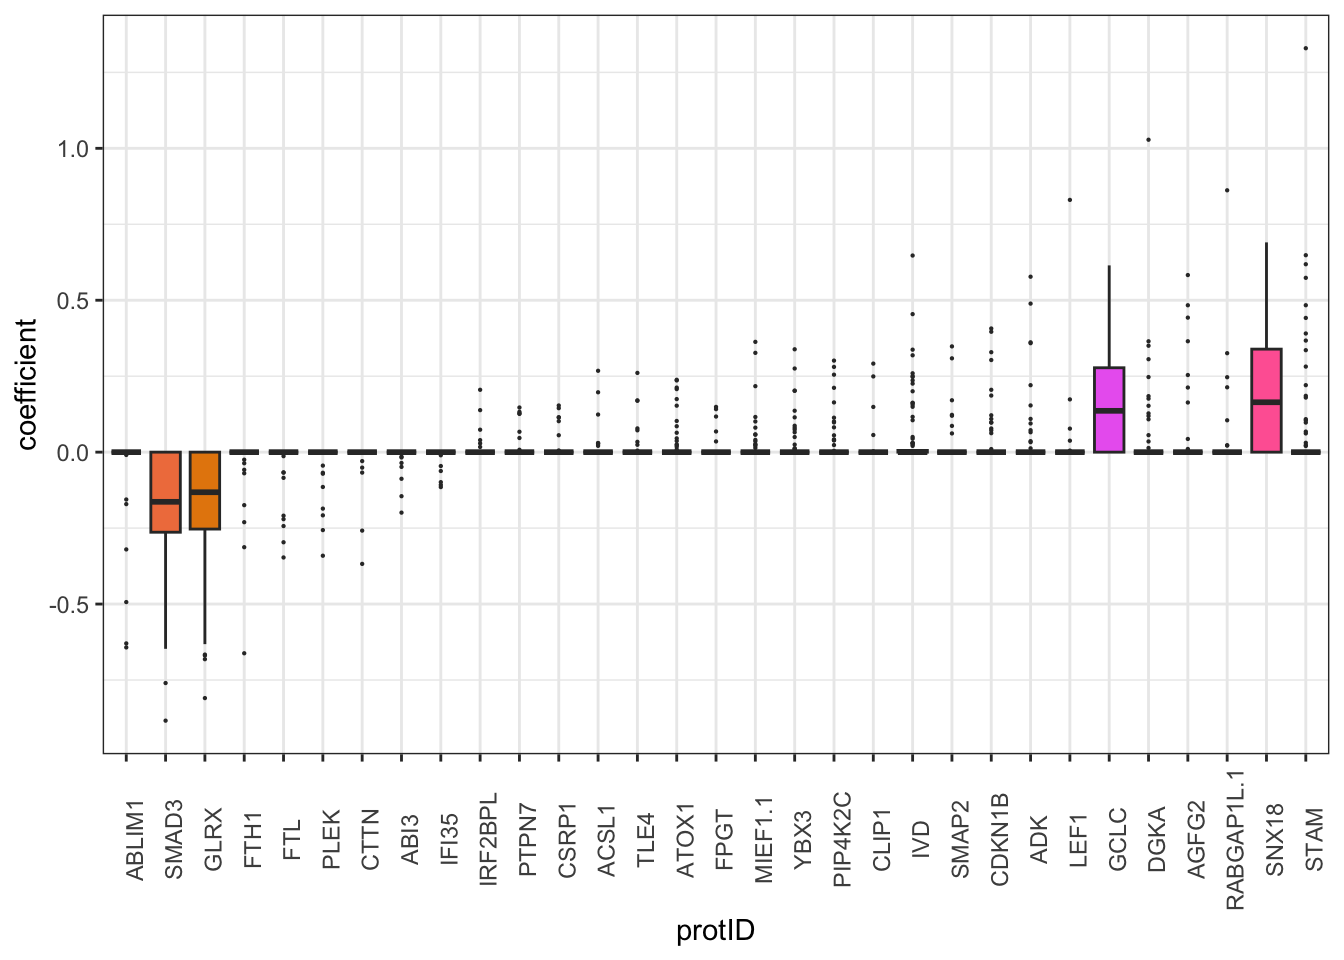 coefficient
1.0
0.5
0.0
-0.5
ABLIM1
SMAD3
GLRX
FTH1
FTL
PLEK
CTTN
ABI3
IFI35
IRF2BPL
PTPN7
CSRP1
ACSL1
TLE4
ATOX1
FPGT
MIEF1.1
YBX3
PIP4K2C
CLIP1
IVD
SMAP2
CDKN1B
ADK
LEF1
GCLC
DGKA
AGFG2
RABGAP1L.1
SNX18
STAM
protID